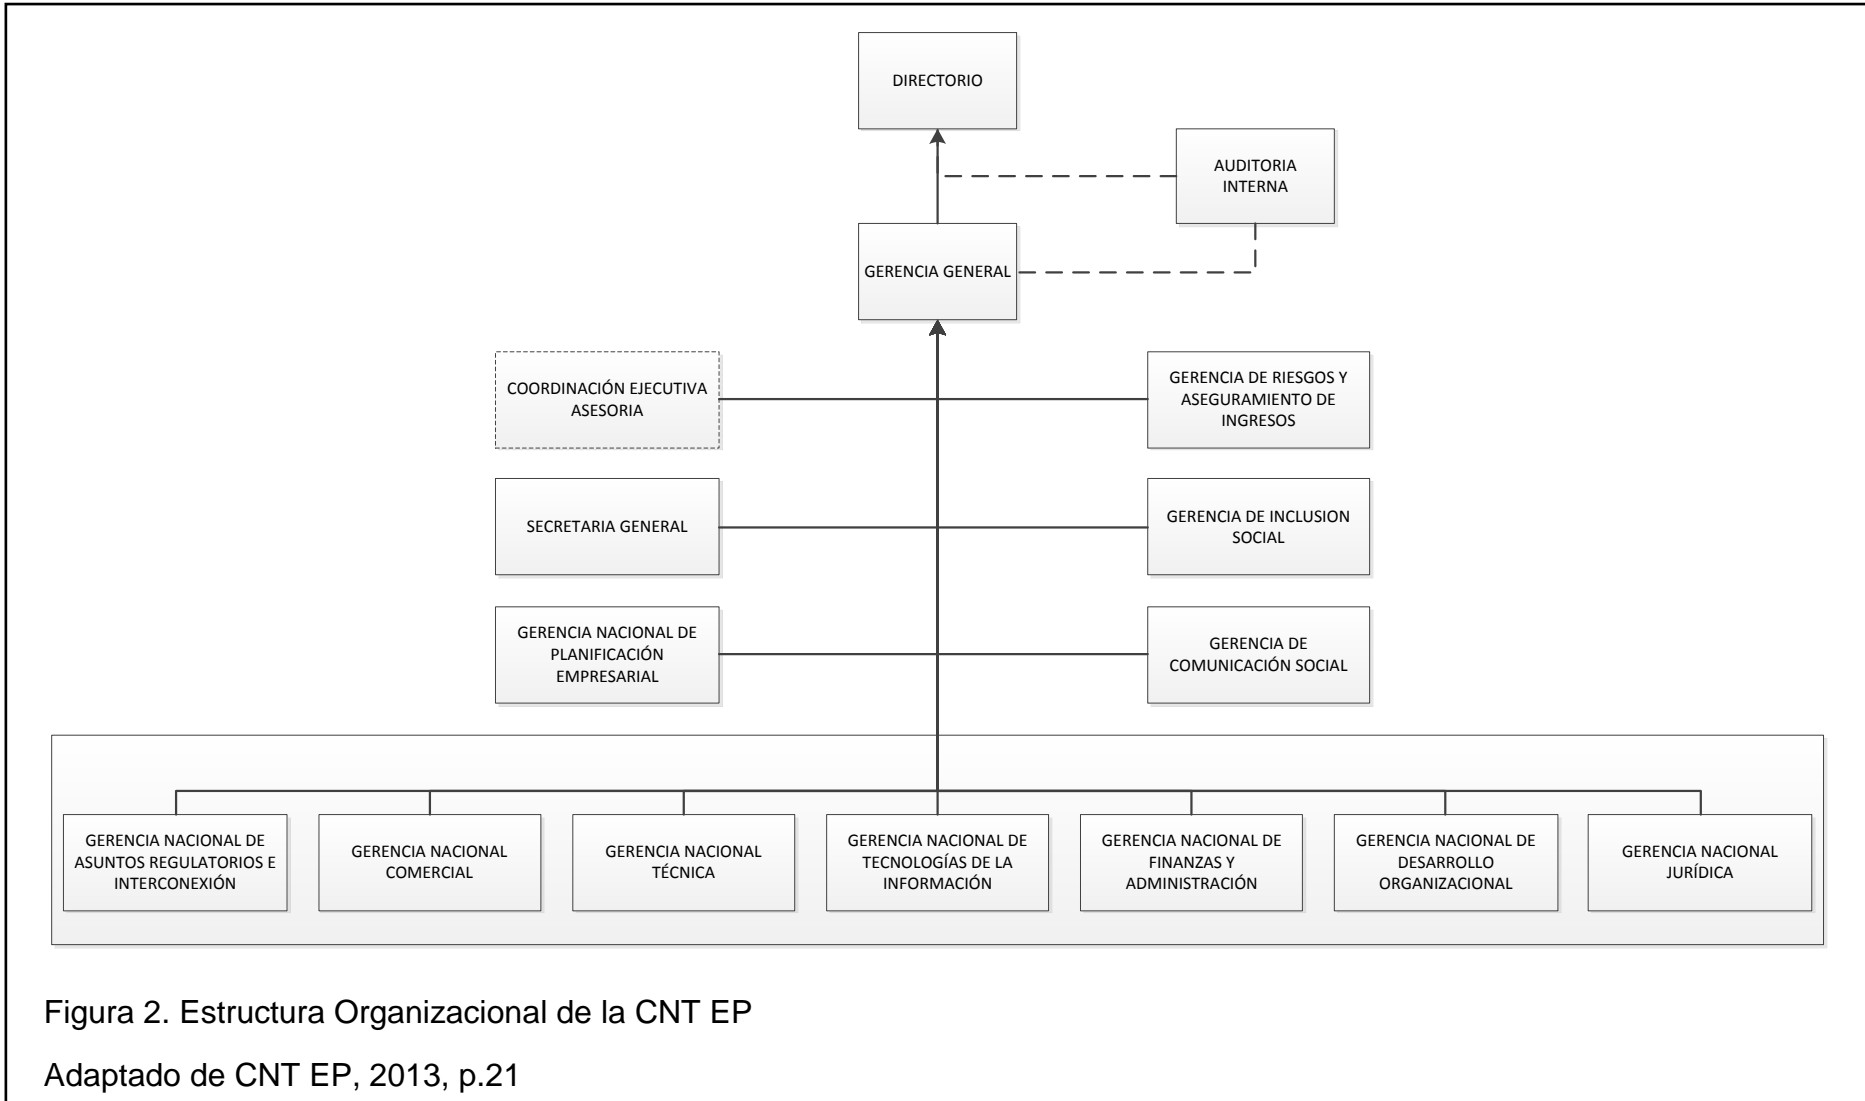 DIRECTORIO
AUDITORIA
INTERNA
GERENCIA GENERAL
COORDINACIÓN EJECUTIVA
ASESORIA
GERENCIA DE RIESGOS Y
ASEGURAMIENTO DE
INGRESOS
SECRETARIA GENERAL
GERENCIA DE INCLUSION
SOCIAL
GERENCIA NACIONAL DE
PLANIFICACIÓN
EMPRESARIAL
GERENCIA DE
COMUNICACIÓN SOCIAL
GERENCIA NACIONAL DE
ASUNTOS REGULATORIOS E
INTERCONEXIÓN
GERENCIA NACIONAL
COMERCIAL
GERENCIA NACIONAL
TÉCNICA
GERENCIA NACIONAL DE
TECNOLOGÍAS DE LA
INFORMACIÓN
GERENCIA NACIONAL DE
FINANZAS Y
ADMINISTRACIÓN
GERENCIA NACIONAL DE
DESARROLLO
ORGANIZACIONAL
GERENCIA NACIONAL
JURÍDICA
Figura 2. Estructura Organizacional de la CNT EP
Adaptado de CNT EP, 2013, p.21